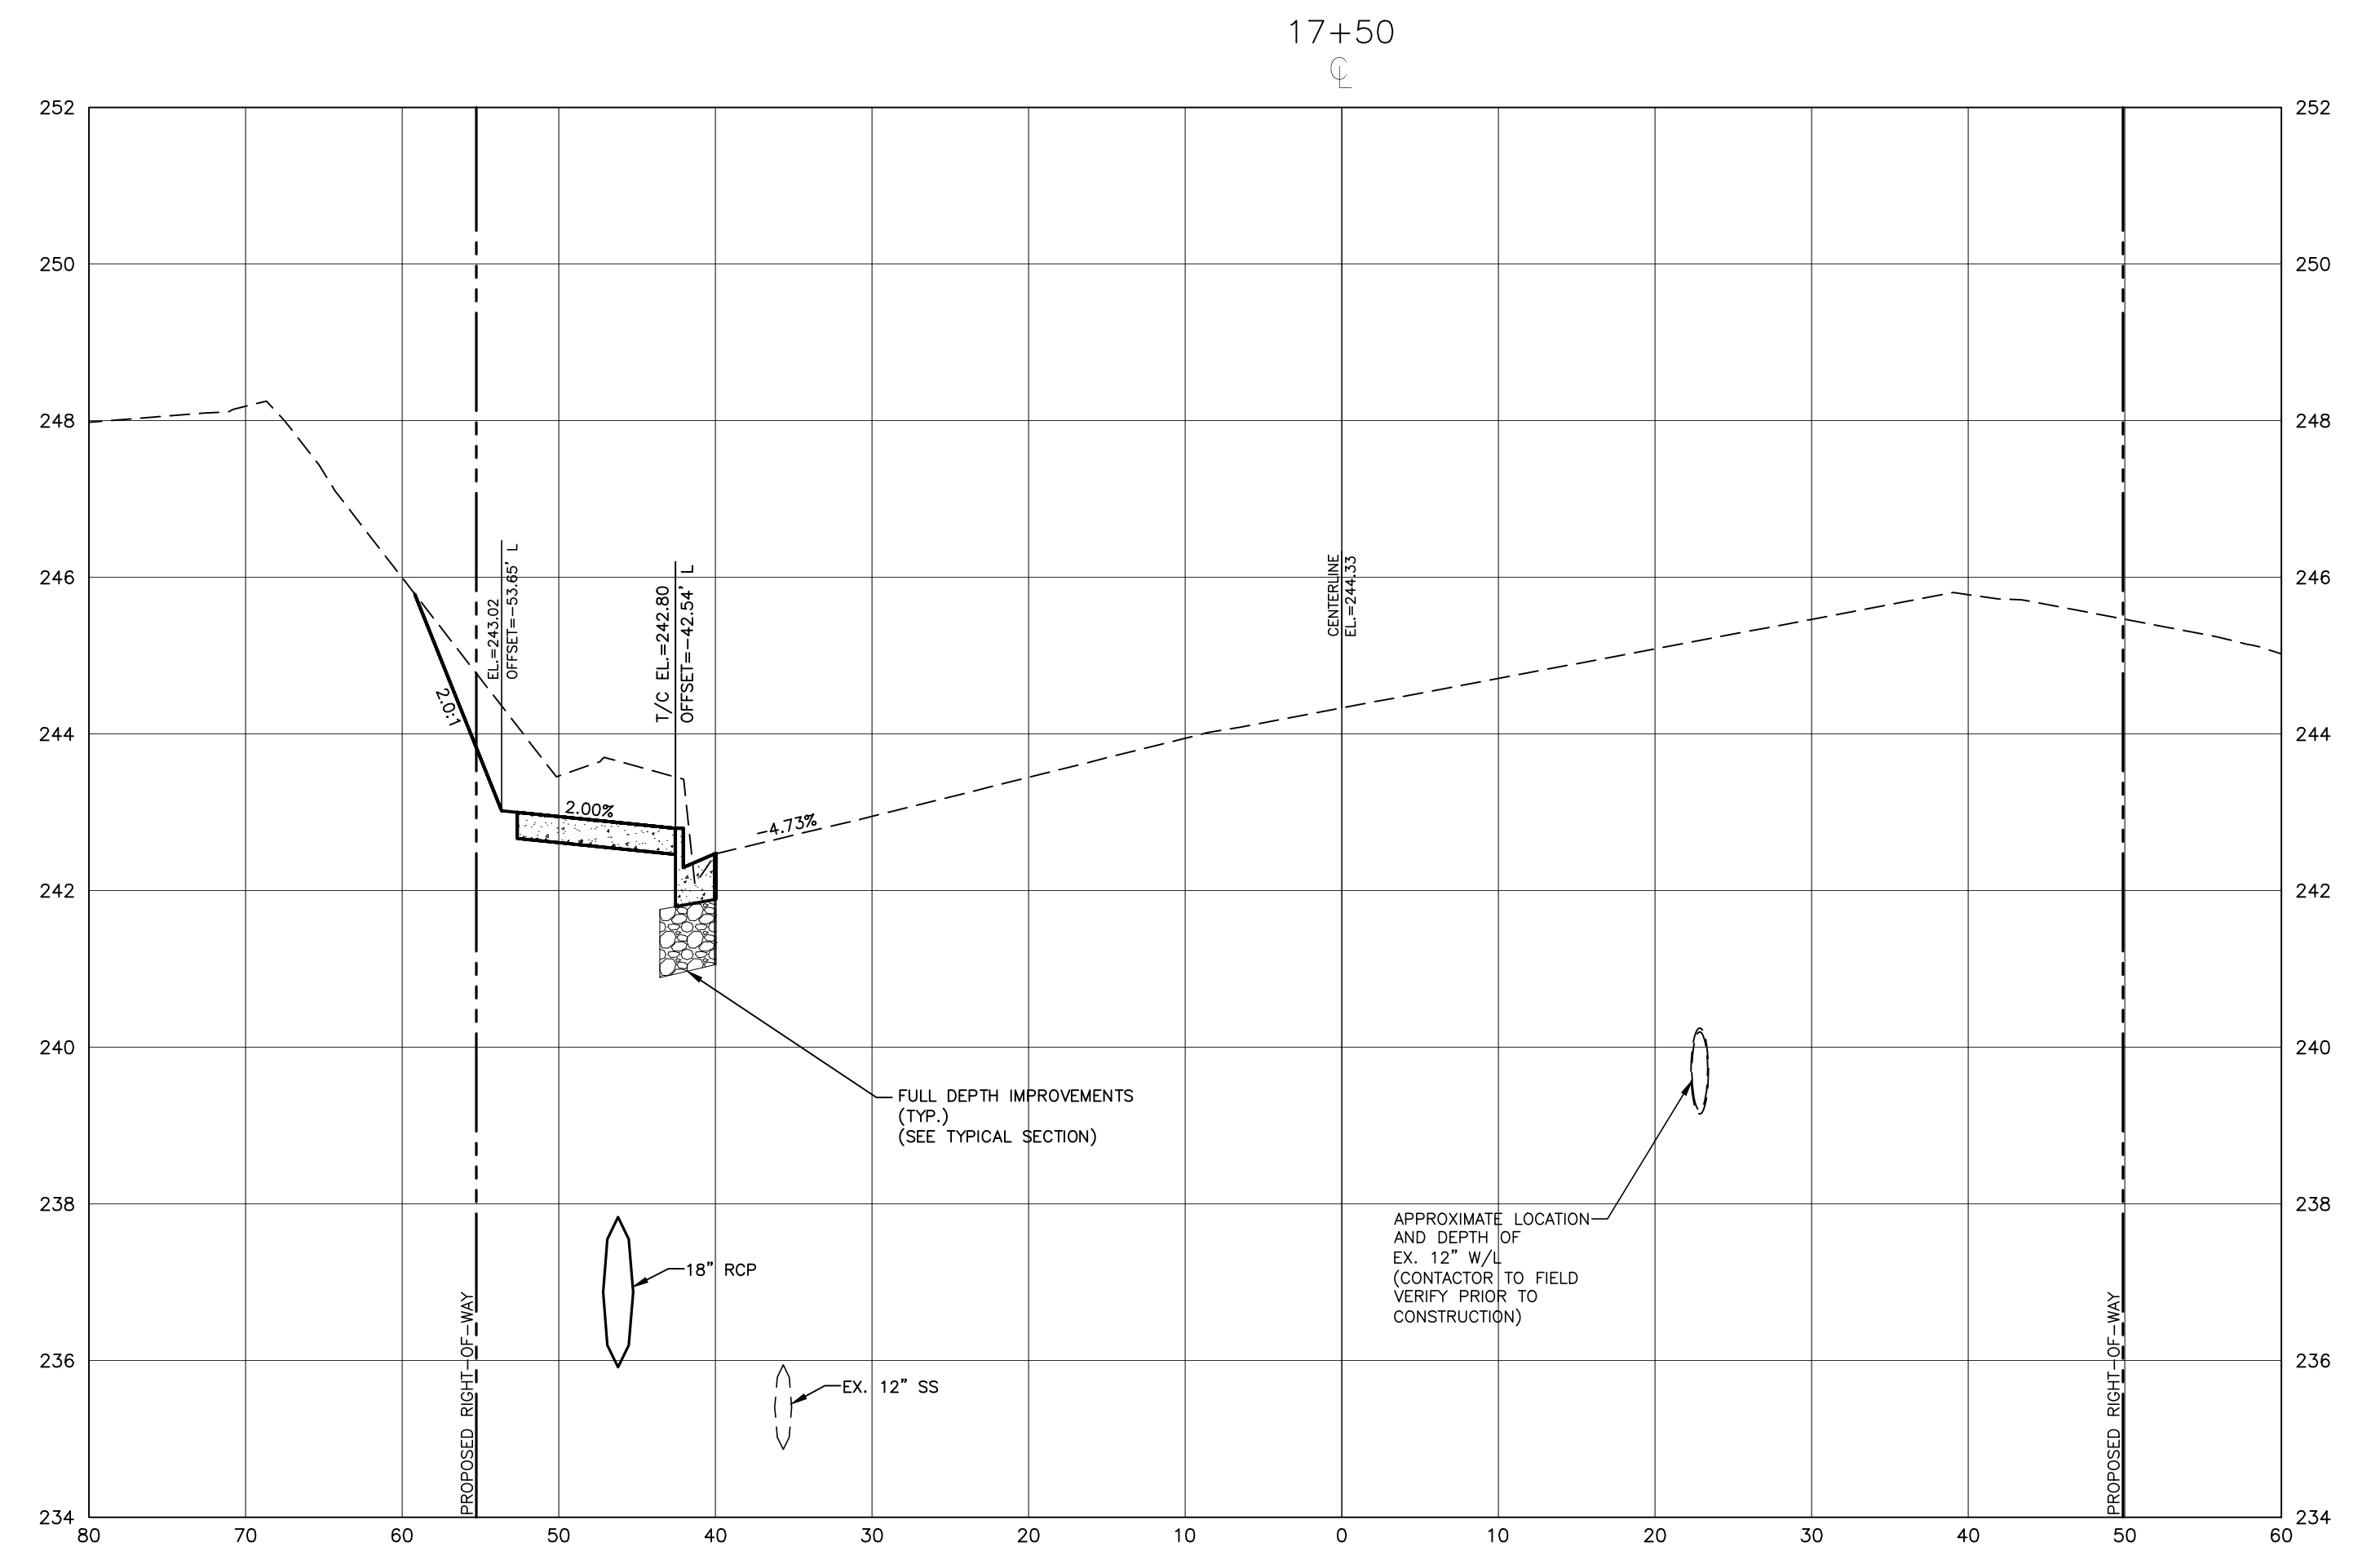 17+50
CL
252 252
250 250
248 248
246 246
244 244
242 242
240 240
238 238
236 236
234 234
EL.=243.02
OFFSET=-53.65' L
T/C EL.=242.80
OFFSET=-42.54' L
CENTERLINE
EL.=244.33
2.0:1
2.00%
-4.73%
FULL DEPTH IMPROVEMENTS
(TYP.)
(SEE TYPICAL SECTION)
APPROXIMATE LOCATION
AND DEPTH OF
EX. 12" W/L
(CONTACTOR TO FIELD
VERIFY PRIOR TO
CONSTRUCTION)
18" RCP
EX. 12" SS
PROPOSED RIGHT-OF-WAY
PROPOSED RIGHT-OF-WAY
80 70 60 50 40 30 20 10 0 10 20 30 40 50 60